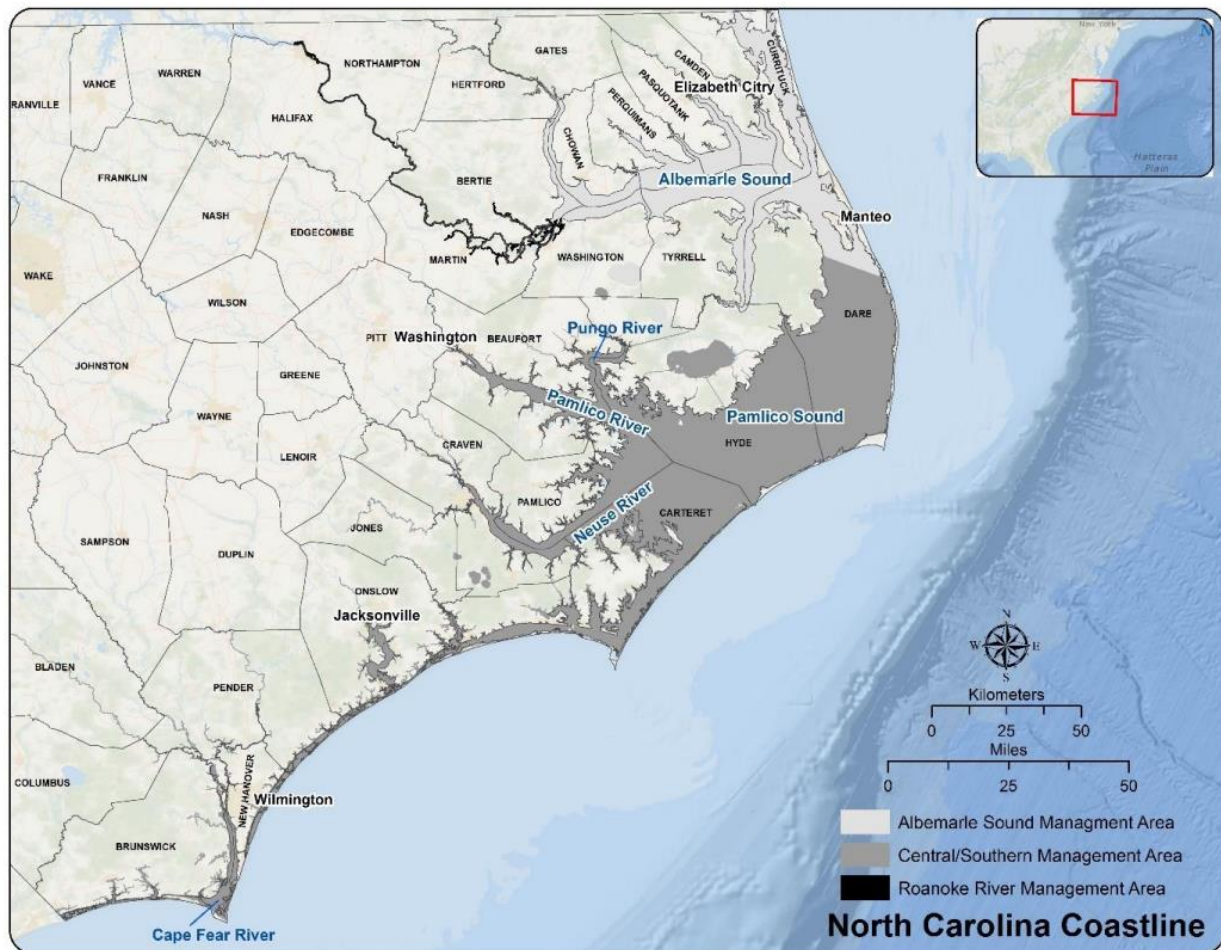 New York
N
Hatteras
Plain
GATES
CAMDEN
CURRITUCK
NORTHAMPTON
HERTFORD
PASQUOTANK
Elizabeth Citry
VANCE
WARREN
PERQUIMANS
RANVILLE
HALIFAX
CHOWAN
FRANKLIN
BERTIE
Albemarle Sound
NASH
EDGECOMBE
Manteo
MARTIN
WASHINGTON
TYRRELL
WAKE
WILSON
DARE
Pungo River
PITT
Washington
BEAUFORT
JOHNSTON
GREENE
Pamlico River
Pamlico Sound
WAYNE
CRAVEN
HYDE
LENOIR
PAMLICO
Neuse River
CARTERET
JONES
SAMPSON
DUPLIN
ONSLOW
Jacksonville
N
W E
S
BLADEN
PENDER
Kilometers
0 25 50
Miles
0 25 50
COLUMBUS
NEW HANOVER
Wilmington
BRUNSWICK
Cape Fear River
Albemarle Sound Managment Area
Central/Southern Management Area
Roanoke River Management Area
North Carolina Coastline